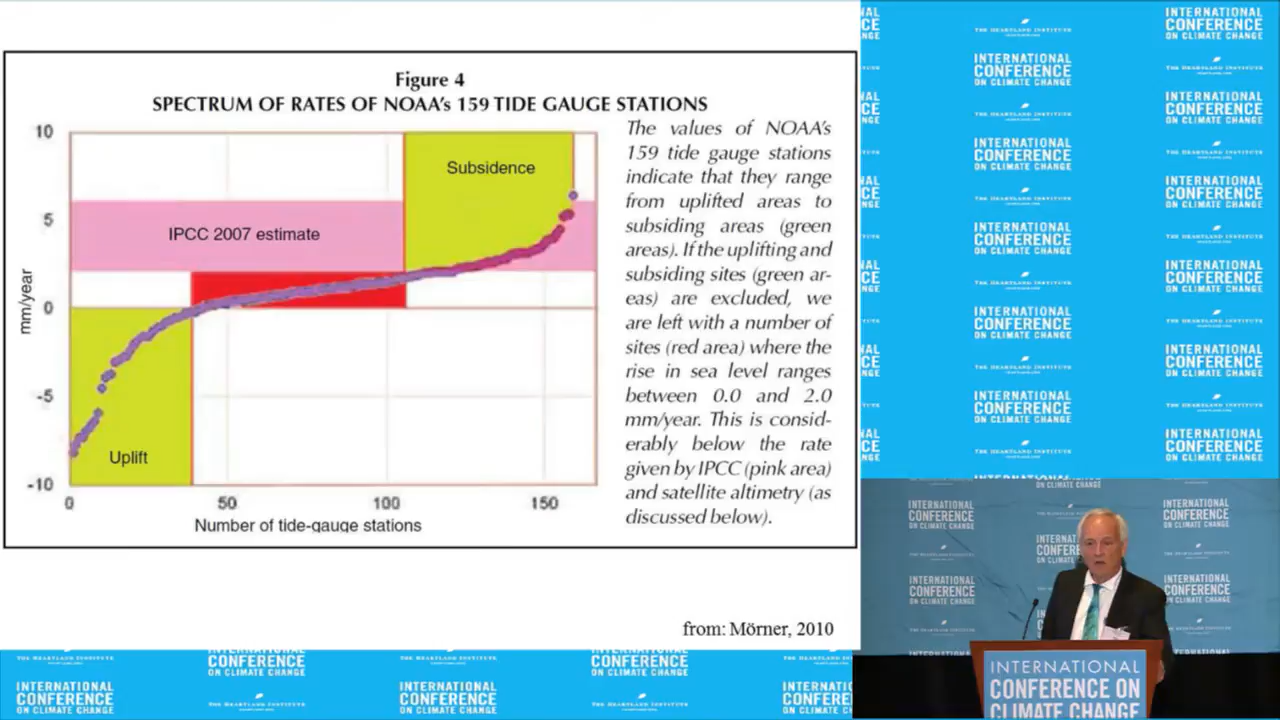 Figure 4
SPECTRUM OF RATES OF NOAA's 159 TIDE GAUGE STATIONS
10
5
0
-5
-10
mm/year
Subsidence
IPCC 2007 estimate
Uplift
0
50
100
150
Number of tide-gauge stations
The values of NOAA's
159 tide gauge stations
indicate that they range
from uplifted areas to
subsiding areas (green
areas). If the uplifting and
subsiding sites (green ar-
eas) are excluded, we
are left with a number of
sites (red area) where the
rise in sea level ranges
between 0.0 and 2.0
mm/year. This is consid-
erably below the rate
given by IPCC (pink area)
and satellite altimetry (as
discussed below).
from: Mörner, 2010
THE HEARTLAND INSTITUTE
INTERNATIONAL
CONFERENCE
ON CLIMATE CHANGE
INTERNATIONAL
CONFERENCE ON
CLIMATE CHANGE